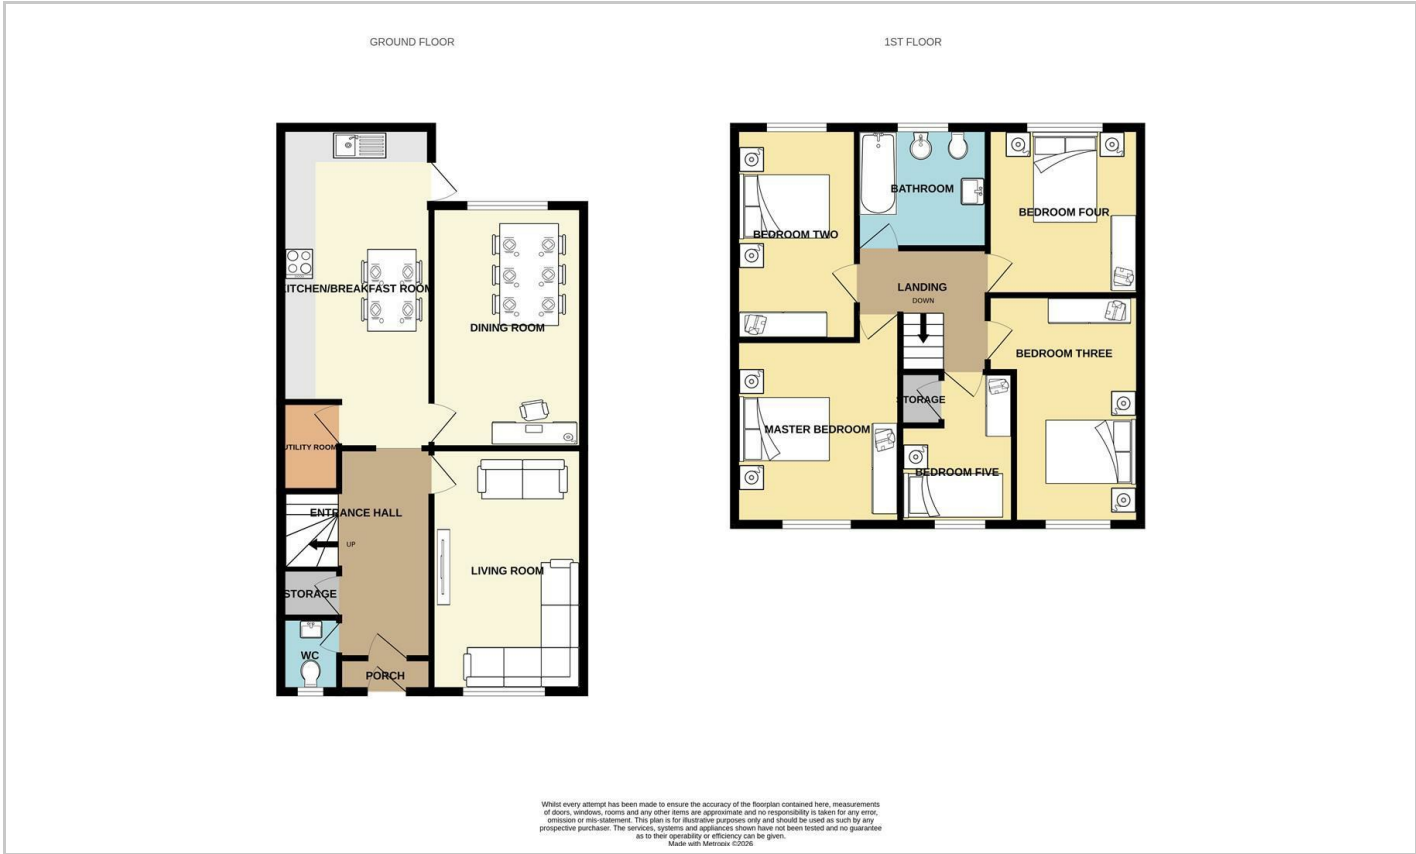 GROUND FLOOR
1ST FLOOR
KITCHEN/BREAKFAST ROOM
DINING ROOM
UTILITY ROOM
ENTRANCE HALL
UP
LIVING ROOM
STORAGE
WC
PORCH
BATHROOM
BEDROOM TWO
BEDROOM FOUR
LANDING
DOWN
BEDROOM THREE
STORAGE
MASTER BEDROOM
BEDROOM FIVE
Whilst every attempt has been made to ensure the accuracy of the floorplan contained here, measurements
of doors, windows, rooms and any other items are approximate and no responsibility is taken for any error,
omission or mis-statement. This plan is for illustrative purposes only and should be used as such by any
prospective purchaser. The services, systems and appliances shown have not been tested and no guarantee
as to their operability or efficiency can be given.
Made with Metropix ©2026